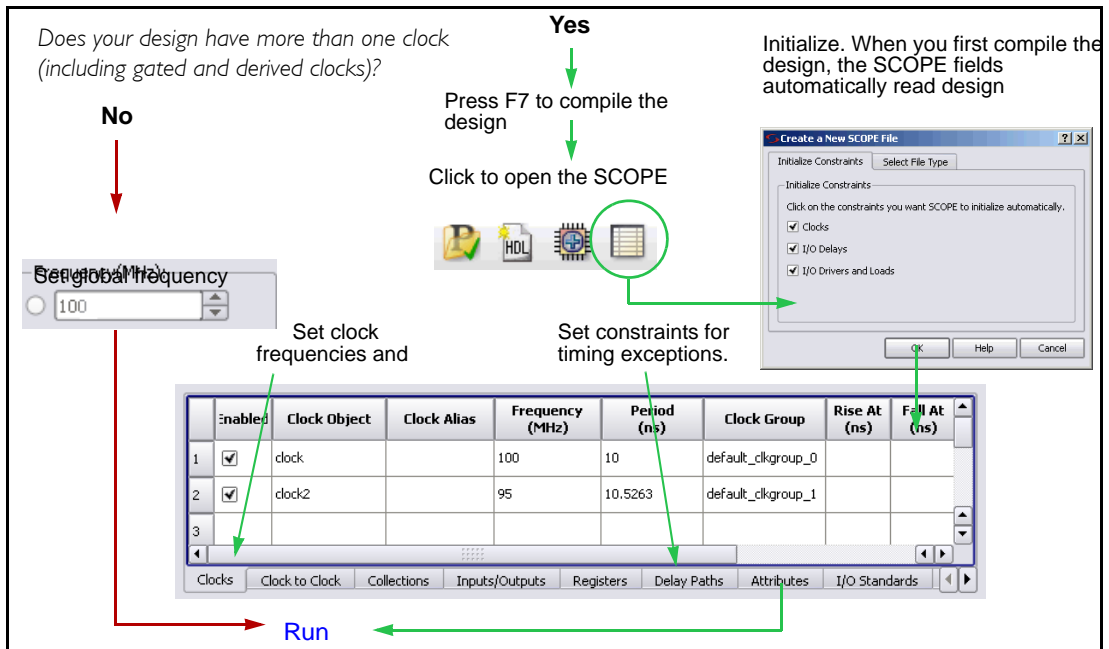 Does your design have more than one clock
(including gated and derived clocks)?
No
Yes
Press F7 to compile the
design
Click to open the SCOPE
HDL
Initialize. When you first compile the
design, the SCOPE fields
automatically read design
Create a New SCOPE File
Initialize Constraints Select File Type
Initialize Constraints
Click on the constraints you want SCOPE to initialize automatically.
Clocks
I/O Delays
I/O Drivers and Loads
OK Help Cancel
Frequency(MHz):
Set global frequency
100
Set clock
frequencies and
Set constraints for
timing exceptions.
Enabled Clock Object Clock Alias Frequency (MHz) Period (ns) Clock Group Rise At (ns) Fall At (ns)
1 clock 100 10 default_clkgroup_0
2 clock2 95 10.5263 default_clkgroup_1
3
Clocks Clock to Clock Collections Inputs/Outputs Registers Delay Paths Attributes I/O Standards
Run